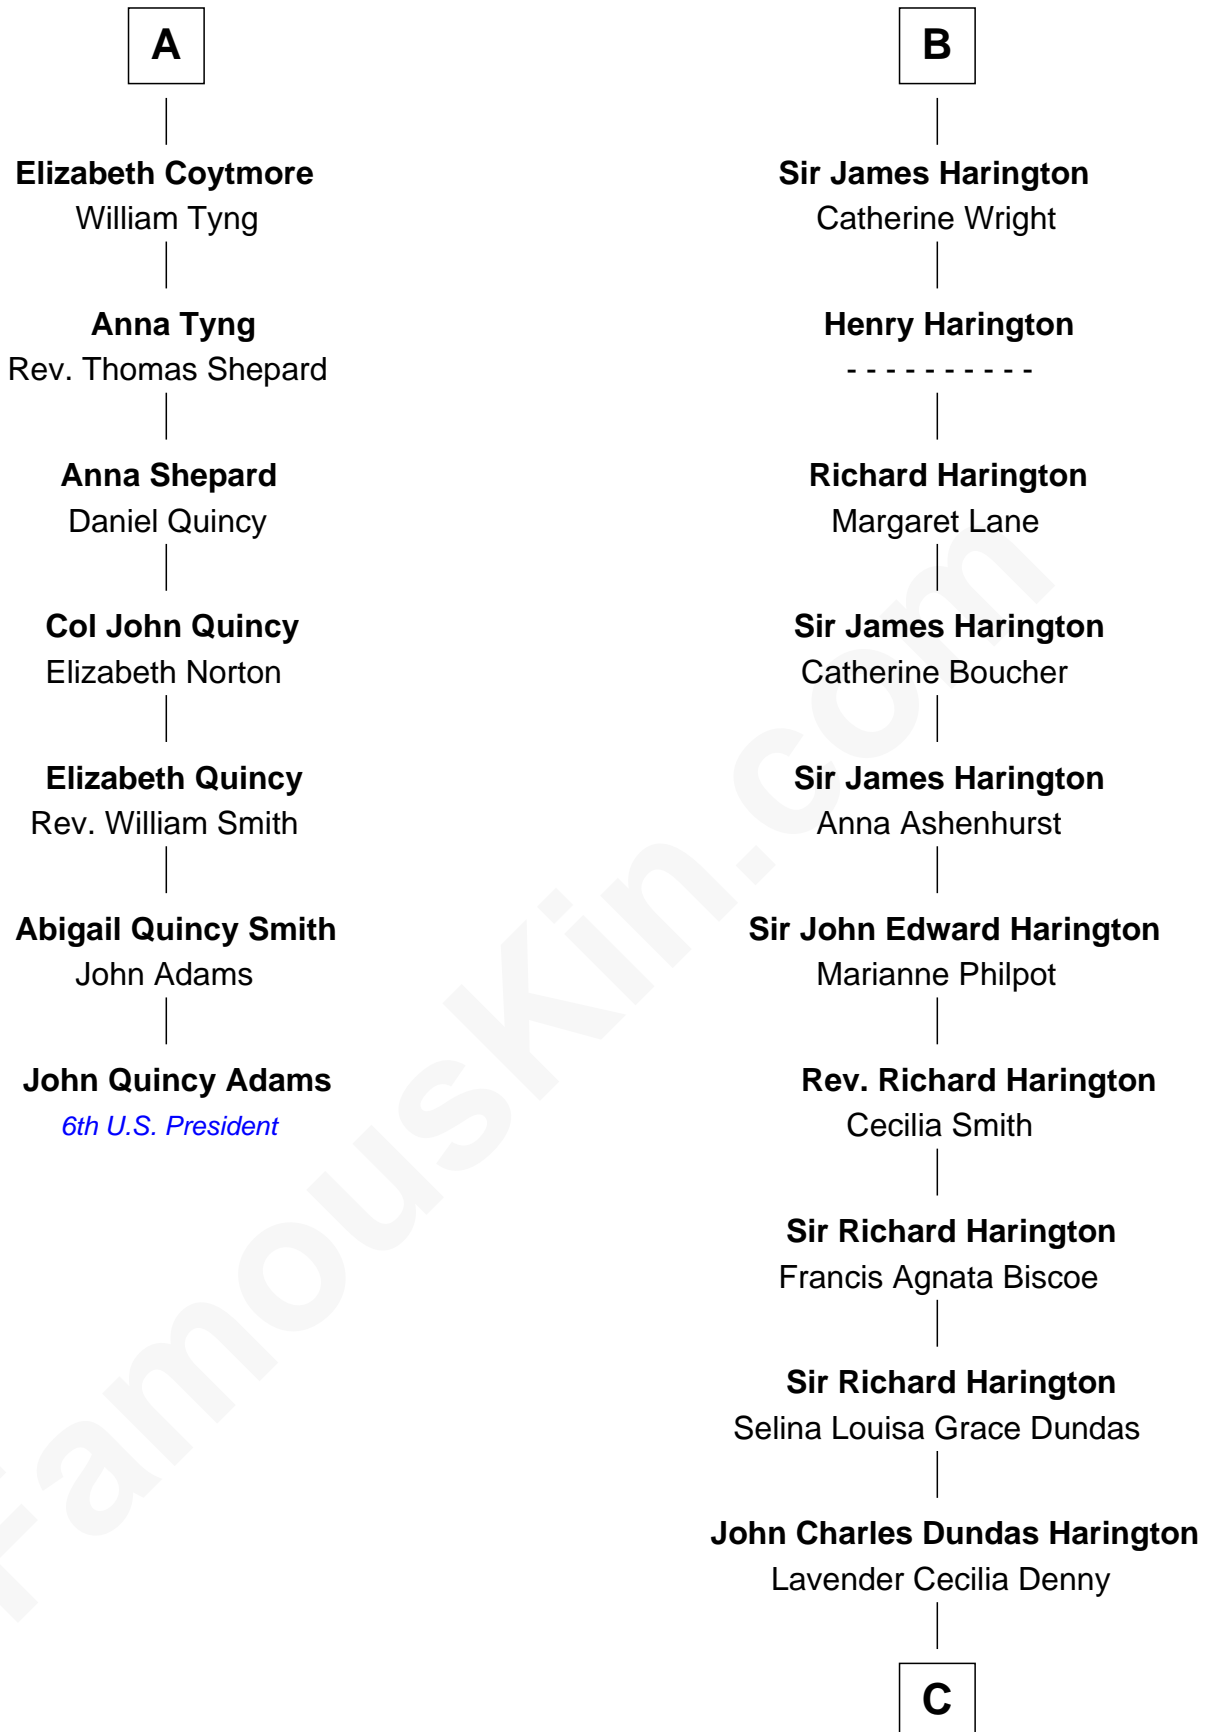 A
Elizabeth Coytmore
William Tyng
Anna Tyng
Rev. Thomas Shepard
Anna Shepard
Daniel Quincy
Col John Quincy
Elizabeth Norton
Elizabeth Quincy
Rev. William Smith
Abigail Quincy Smith
John Adams
John Quincy Adams
6th U.S. President
B
Sir James Harington
Catherine Wright
Henry Harington
- - - - - - - - - -
Richard Harington
Margaret Lane
Sir James Harington
Catherine Boucher
Sir James Harington
Anna Ashenhurst
Sir John Edward Harington
Marianne Philpot
Rev. Richard Harington
Cecilia Smith
Sir Richard Harington
Francis Agnata Biscoe
Sir Richard Harington
Selina Louisa Grace Dundas
John Charles Dundas Harington
Lavender Cecilia Denny
C
FamousKin.com